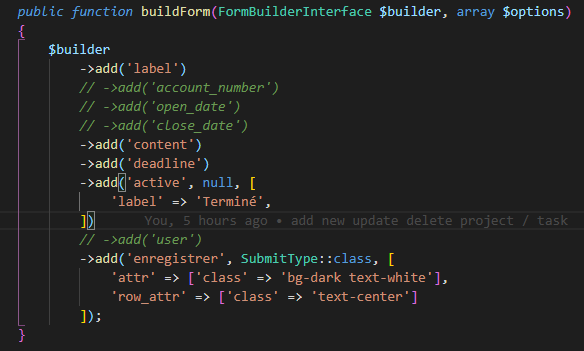 public function buildForm(FormBuilderInterface $builder, array $options)
{
$builder
->add('label')
// ->add('account_number')
// ->add('open_date')
// ->add('close_date')
->add('content')
->add('deadline')
->add('active', null, [
'label' => 'Terminé',
]) You, 5 hours ago • add new update delete project / task
// ->add('user')
->add('enregistrer', SubmitType::class, [
'attr' => ['class' => 'bg-dark text-white'],
'row_attr' => ['class' => 'text-center']
]);
}